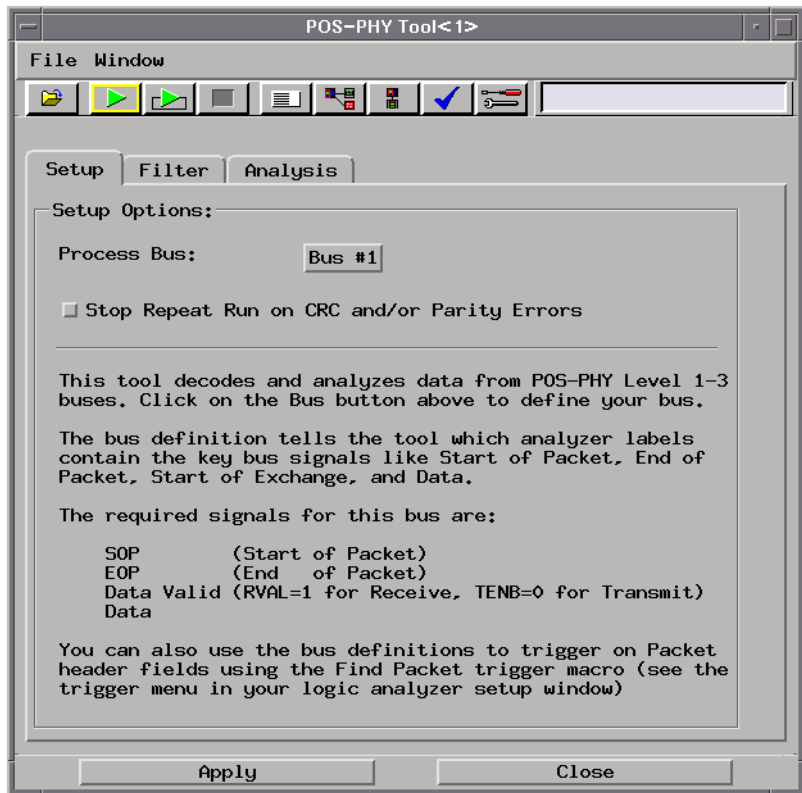 POS-PHY Tool<1>
File Window
Setup Filter Analysis
Setup Options:
Process Bus: Bus #1
Stop Repeat Run on CRC and/or Parity Errors
This tool decodes and analyzes data from POS-PHY Level 1-3
buses. Click on the Bus button above to define your bus.
The bus definition tells the tool which analyzer labels
contain the key bus signals like Start of Packet, End of
Packet, Start of Exchange, and Data.
The required signals for this bus are:
SOP (Start of Packet)
EOP (End of Packet)
Data Valid (RVAL=1 for Receive, TENB=0 for Transmit)
Data
You can also use the bus definitions to trigger on Packet
header fields using the Find Packet trigger macro (see the
trigger menu in your logic analyzer setup window)
Apply Close